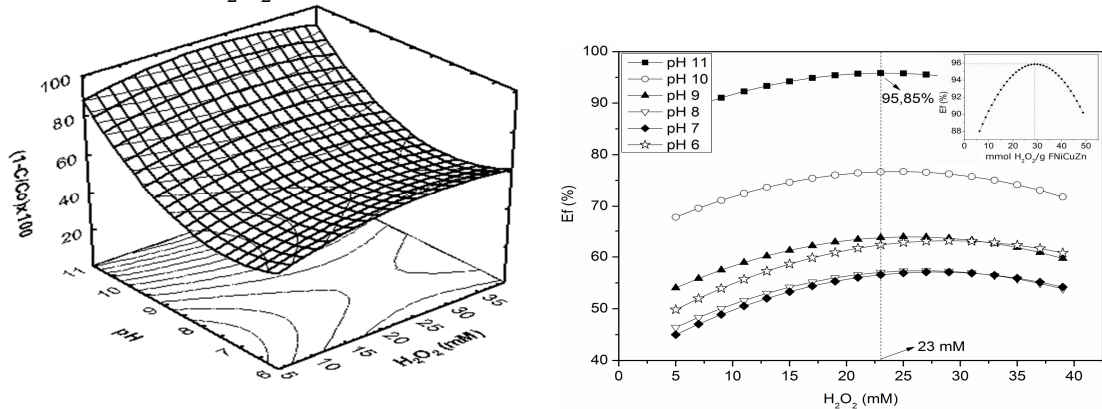 2 2
100
80
60
40
20
(1-C/Co)x100
11
10
9
8
7
6
pH
5
10
15
20
25
30
35
H₂O₂ (mM)
100
90
80
70
60
50
40
Ef (%)
pH 11
pH 10
pH 9
pH 8
pH 7
pH 6
95,85%
23 mM
0 5 10 15 20 25 30 35 40
H₂O₂ (mM)
96
94
92
90
88
Ef (%)
0 10 20 30 40 50
mmol H₂O₂/g FNiCuZn